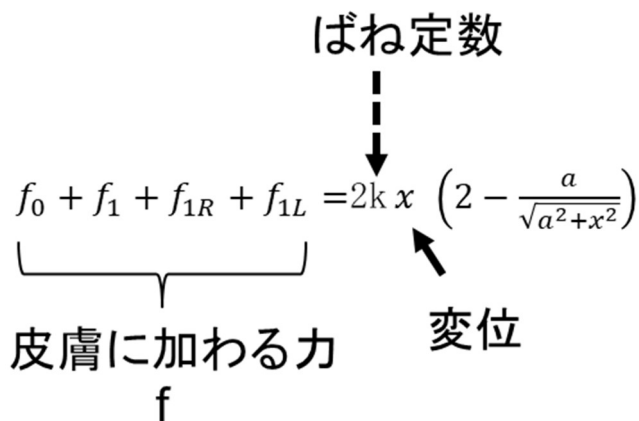 ばね定数
f₀ + f₁ + f₁R + f₁L =2k x (2 − a/√(a²+x²))
変位
皮膚に加わる力
f